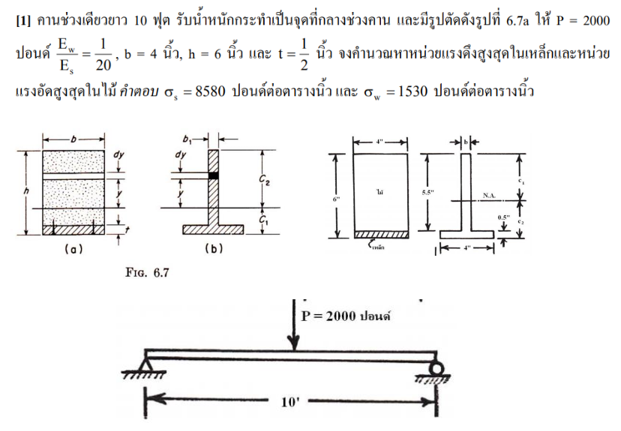 [1] คานช่วงเดียวยาว 10 ฟุต รับน้ำหนักกระทำเป็นจุดที่กลางช่วงคาน และมีรูปตัดดังรูปที่ 6.7a ให้ P = 2000
ปอนด์ E_w/E_s = 1/20 , b = 4 นิ้ว, h = 6 นิ้ว และ t = 1/2 นิ้ว จงคำนวณหาหน่วยแรงดึงสูงสุดในเหล็กและหน่วย
แรงอัดสูงสุดในไม้ คำตอบ σ_s = 8580 ปอนด์ต่อตารางนิ้ว และ σ_w = 1530 ปอนด์ต่อตารางนิ้ว
b
dy
h
y
t
(a)
b₁
dy
y
C₂
C₁
(b)
4"
6"
ไม้
เหล็ก
b
5.5"
N.A.
0.5"
4"
c₁
c₂
FIG. 6.7
P = 2000 ปอนด์
10'